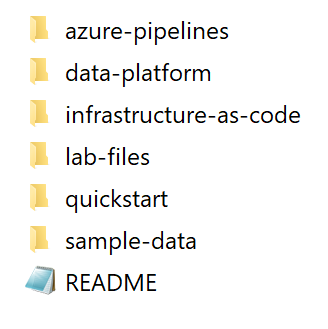 azure-pipelines
data-platform
infrastructure-as-code
lab-files
quickstart
sample-data
README